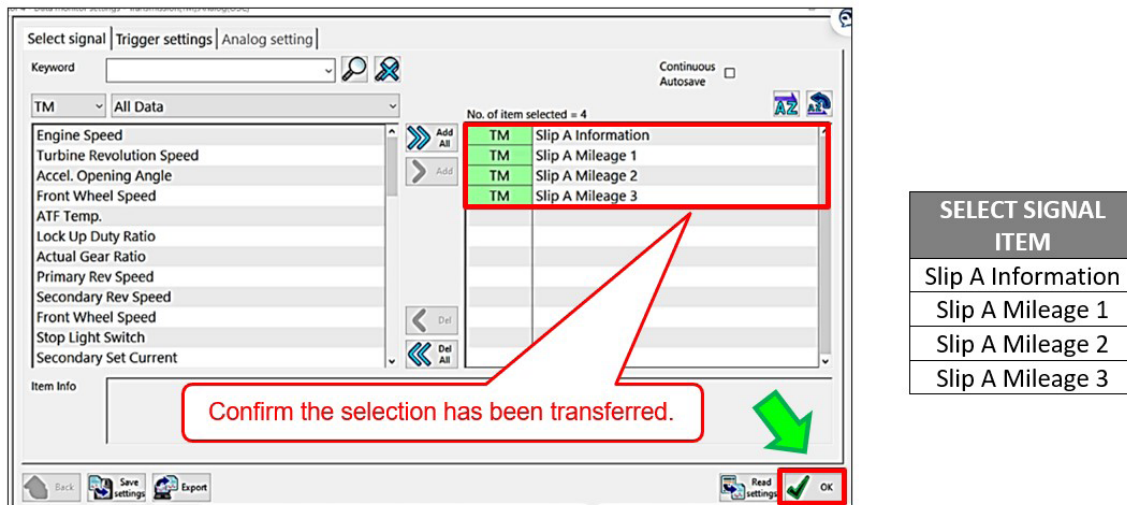 Select signal Trigger settings Analog setting
Keyword
Continuous
Autosave
TM All Data
No. of item selected = 4
Engine Speed
Turbine Revolution Speed
Accel. Opening Angle
Front Wheel Speed
ATF Temp.
Lock Up Duty Ratio
Actual Gear Ratio
Primary Rev Speed
Secondary Rev Speed
Front Wheel Speed
Stop Light Switch
Secondary Set Current
Add
All
Add
Del
Del
All
AZ
TM Slip A Information
TM Slip A Mileage 1
TM Slip A Mileage 2
TM Slip A Mileage 3
Item Info
Confirm the selection has been transferred.
Back
Save
settings
Export
Read
settings
OK
SELECT SIGNAL
ITEM
Slip A Information
Slip A Mileage 1
Slip A Mileage 2
Slip A Mileage 3